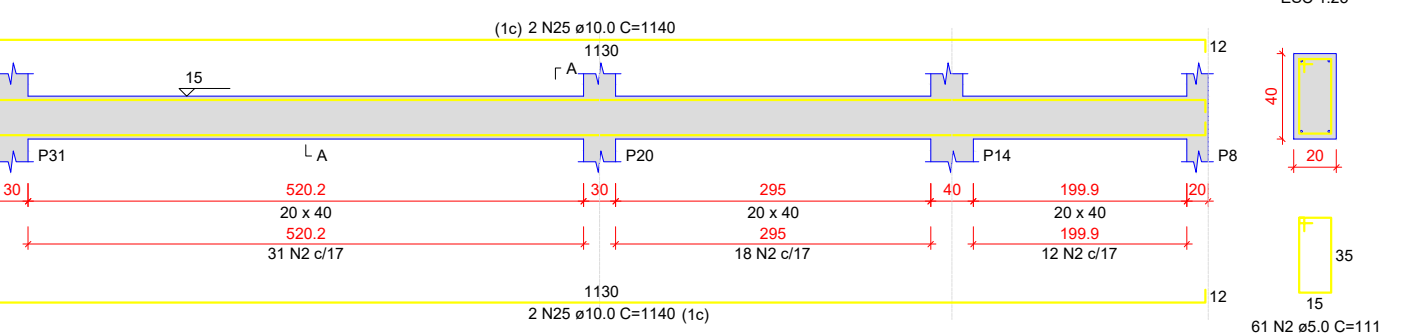 (1c) 2 N25 ø10.0 C=1140
1130
12
A
15
A
P31
P20
P14
P8
30
520.2
30
295
40
199.9
20
20 x 40
20 x 40
20 x 40
520.2
295
199.9
31 N2 c/17
18 N2 c/17
12 N2 c/17
1130
12
2 N25 ø10.0 C=1140 (1c)
40
20
35
15
61 N2 ø5.0 C=111